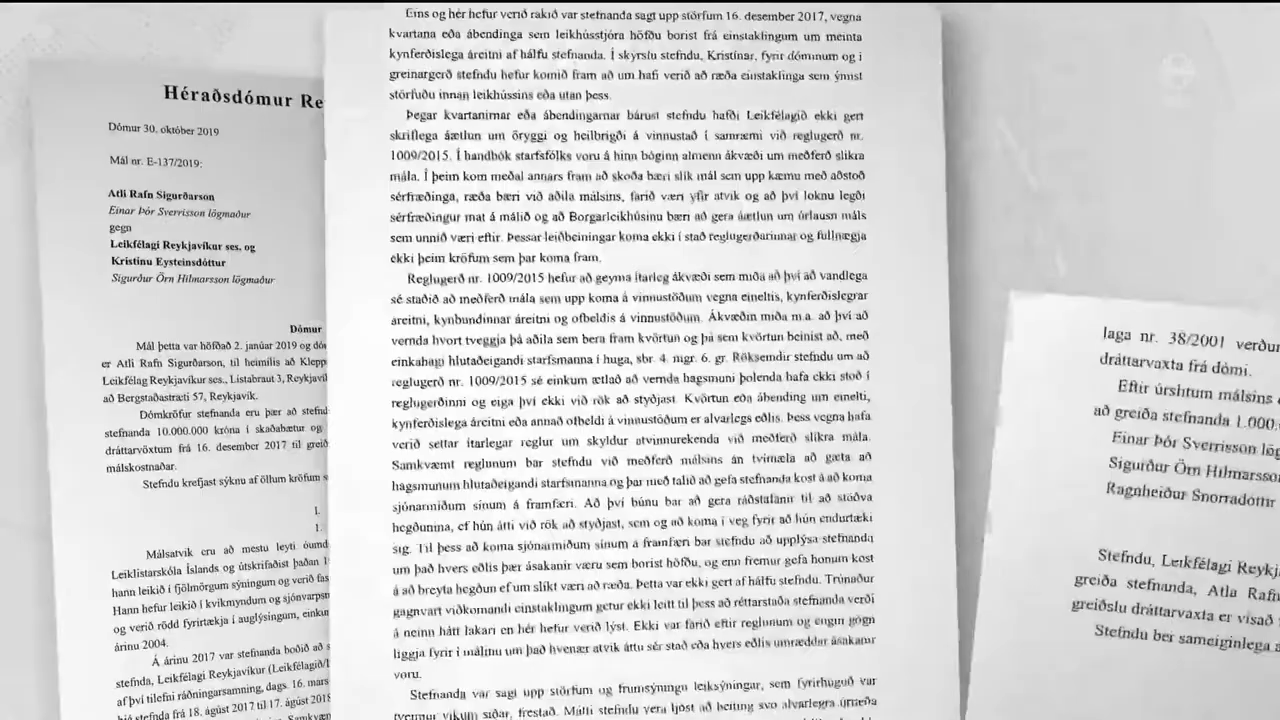 Héraðsdómur Re
Dómur 30. október 2019
Mál nr. E-137/2019:
Atli Rafn Sigurðarson
Einar Þór Sverrisson lögmaður
gegn
Leikfélagi Reykjavíkur ses. og
Kristínu Eysteinsdóttur
Sigurður Örn Hilmarsson lögmaður
Dómur
Mál þetta var höfðað 2. janúar 2019 og dóm
er Atli Rafn Sigurðarson, til heimilis að Klepp
Leikfélag Reykjavíkur ses., Listabraut 3, Reykjavík
að Bergstaðastræti 57, Reykjavík.
Dómkröfur stefnanda eru þær að stefnd
stefnanda 10.000.000 króna í skaðabætur og
dráttarvöxtum frá 16. desember 2017 til greið
málskostnaðar.
Stefndu krefjast sýknu af öllum kröfum s
I.
1.
Málsatvik eru að mestu leyti óumd
Leiklistarskóla Íslands og útskrifaðist þaðan 1
hann leikið í fjölmörgum sýningum og verið fas
Hann hefur leikið í kvikmyndum og sjónvarpsm
og verið rödd fyrirtækja í auglýsingum, einkum
árinu 2004.
Á árinu 2017 var stefnanda boðið að s
stefnda, Leikfélagi Reykjavíkur (Leikfélagið/l
af því tilefni ráðningarsamning, dags. 16. mars
hjá stefnda frá 18. ágúst 2017 til 17. ágúst 2018
Samkvæm
Eins og hér hefur verið rakið var stefnanda sagt upp störfum 16. desember 2017, vegna
kvartana eða ábendinga sem leikhússtjóra höfðu borist frá einstaklingum um meinta
kynferðislega áreitni af hálfu stefnanda. Í skýrslu stefndu, Kristínar, fyrir dóminum og í
greinargerð stefndu hefur komið fram að um hafi verið að ræða einstaklinga sem ýmist
störfuðu innan leikhússins eða utan þess.
Þegar kvartanirnar eða ábendingarnar bárust stefndu hafði Leikfélagið ekki gert
skriflega áætlun um öryggi og heilbrigði á vinnustað í samræmi við reglugerð nr.
1009/2015. Í handbók starfsfólks voru á hinn bóginn almenn ákvæði um meðferð slíkra
mála. Í þeim kom meðal annars fram að skoða bæri slík mál sem upp kæmu með aðstoð
sérfræðinga, ræða bæri við aðila málsins, farið væri yfir atvik og að því loknu legði
sérfræðingur mat á málið og að Borgarleikhúsinu bæri að gera áætlun um úrlausn máls
sem unnið væri eftir. Þessar leiðbeiningar koma ekki í stað reglugerðarinnar og fullnægja
ekki þeim kröfum sem þar koma fram.
Reglugerð nr. 1009/2015 hefur að geyma ítarleg ákvæði sem miða að því að vandlega
sé staðið að meðferð mála sem upp koma á vinnustöðum vegna eineltis, kynferðislegrar
áreitni, kynbundinnar áreitni og ofbeldis á vinnustöðum. Ákvæðin miða m.a. að því að
vernda hvort tveggja þá aðila sem bera fram kvörtun og þá sem kvörtun beinist að, með
einkahagi hlutaðeigandi starfsmanna í huga, sbr. 4. mgr. 6. gr. Röksemdir stefndu um að
reglugerð nr. 1009/2015 sé einkum ætlað að vernda hagsmuni þolenda hafa ekki stoð í
reglugerðinni og eiga því ekki við rök að styðjast. Kvörtun eða ábending um einelti,
kynferðislega áreitni eða annað ofbeldi á vinnustöðum er alvarlegs eðlis. Þess vegna hafa
verið settar ítarlegar reglur um skyldur atvinnurekenda við meðferð slíkra mála.
Samkvæmt reglunum bar stefndu við meðferð málsins án tvímæla að gæta að
hagsmunum hlutaðeigandi starfsmanna og þar með talið að gefa stefnanda kost á að koma
sjónarmiðum sínum á framfæri. Að því búnu bar að gera ráðstafanir til að stöðva
hegðunina, ef hún átti við rök að styðjast, sem og að koma í veg fyrir að hún endurtæki
sig. Til þess að koma sjónarmiðum sínum á framfæri bar stefndu að upplýsa stefnanda
um það hvers eðlis þær ásakanir væru sem borist höfðu, og enn fremur gefa honum kost
á að breyta hegðun ef um slíkt væri að ræða. Þetta var ekki gert af hálfu stefndu. Trúnaður
gagnvart viðkomandi einstaklingum getur ekki leitt til þess að réttarstaða stefnanda verði
á neinn hátt lakari en hér hefur verið lýst. Ekki var farið eftir reglunum og engin gögn
liggja fyrir í málinu um það hvenær atvik áttu sér stað eða hvers eðlis umræddar ásakanir
voru.
Stefnanda var sagt upp störfum og frumsýningu leiksýningar, sem fyrirhuguð var
tveimur vikum síðar, frestað. Mátti stefndu vera ljóst að beiting svo alvarlegra úrræða
laga nr. 38/2001 verður
dráttarvaxta frá dómi.
Eftir úrslitum málsins
að greiða stefnanda 1.000.
Einar Þór Sverrisson lög
Sigurður Örn Hilmarsson
Ragnheiður Snorradóttir
Stefndu, Leikfélag Reykja
greiða stefnanda, Atla Rafn
greiðslu dráttarvaxta er vísað
Stefndu ber sameiginlega a